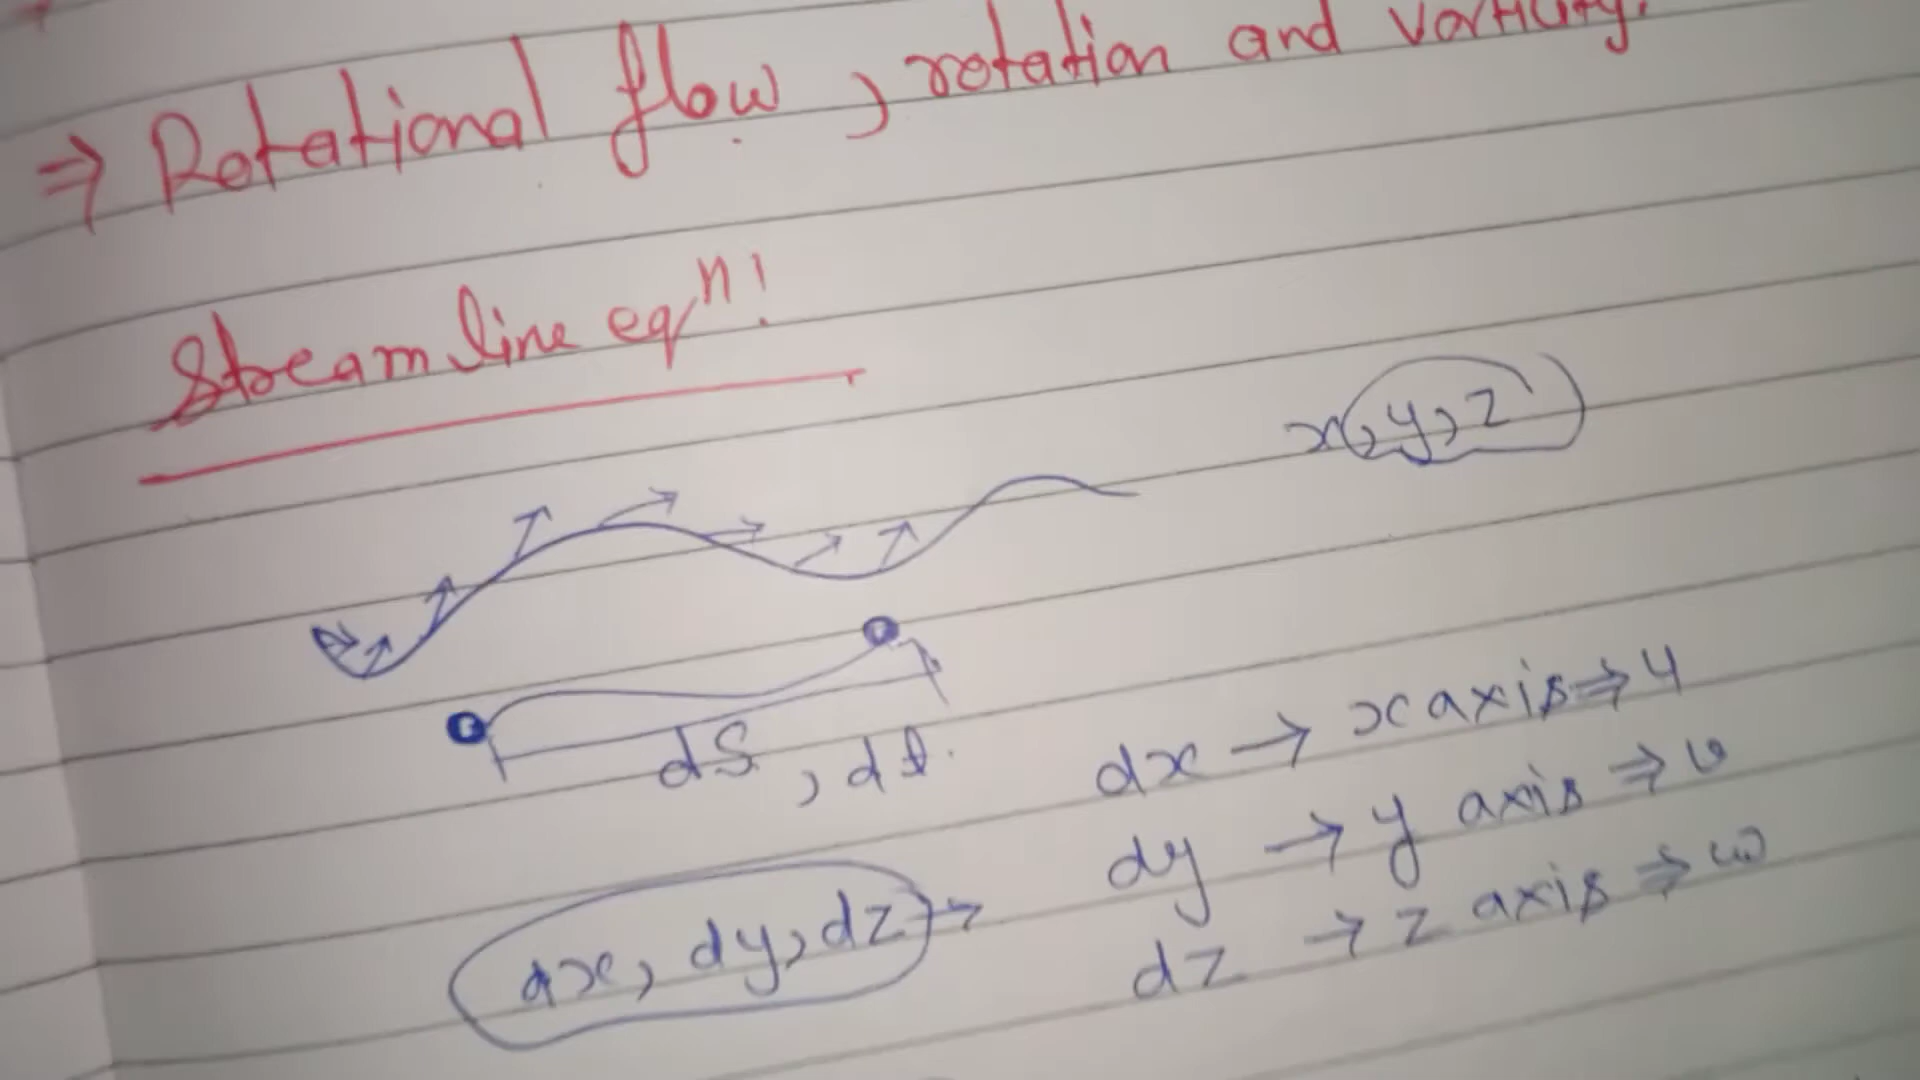 ⇒ Rotational flow, rotation and vorticity.
Stream line eqⁿ:
x, y, z
ds, dt.
dx → x axis ⇒ u
dy → y axis ⇒ v
dz → z axis ⇒ w
dx, dy, dz →